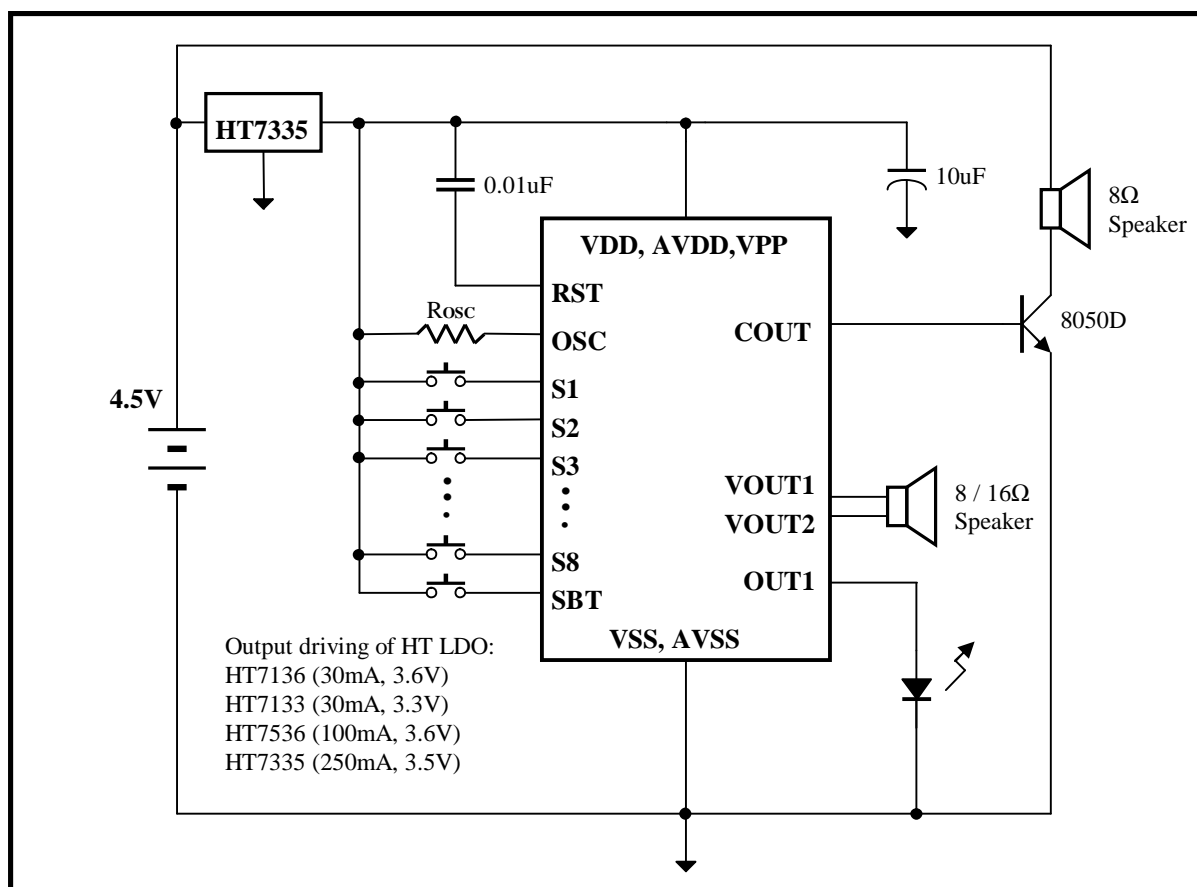 HT7335
0.01uF
10uF
8Ω
Speaker
VDD, AVDD,VPP
RST
Rosc
OSC
COUT
8050D
S1
4.5V
S2
S3
VOUT1
8 / 16Ω
VOUT2
Speaker
S8
OUT1
SBT
VSS, AVSS
Output driving of HT LDO:
HT7136 (30mA, 3.6V)
HT7133 (30mA, 3.3V)
HT7536 (100mA, 3.6V)
HT7335 (250mA, 3.5V)